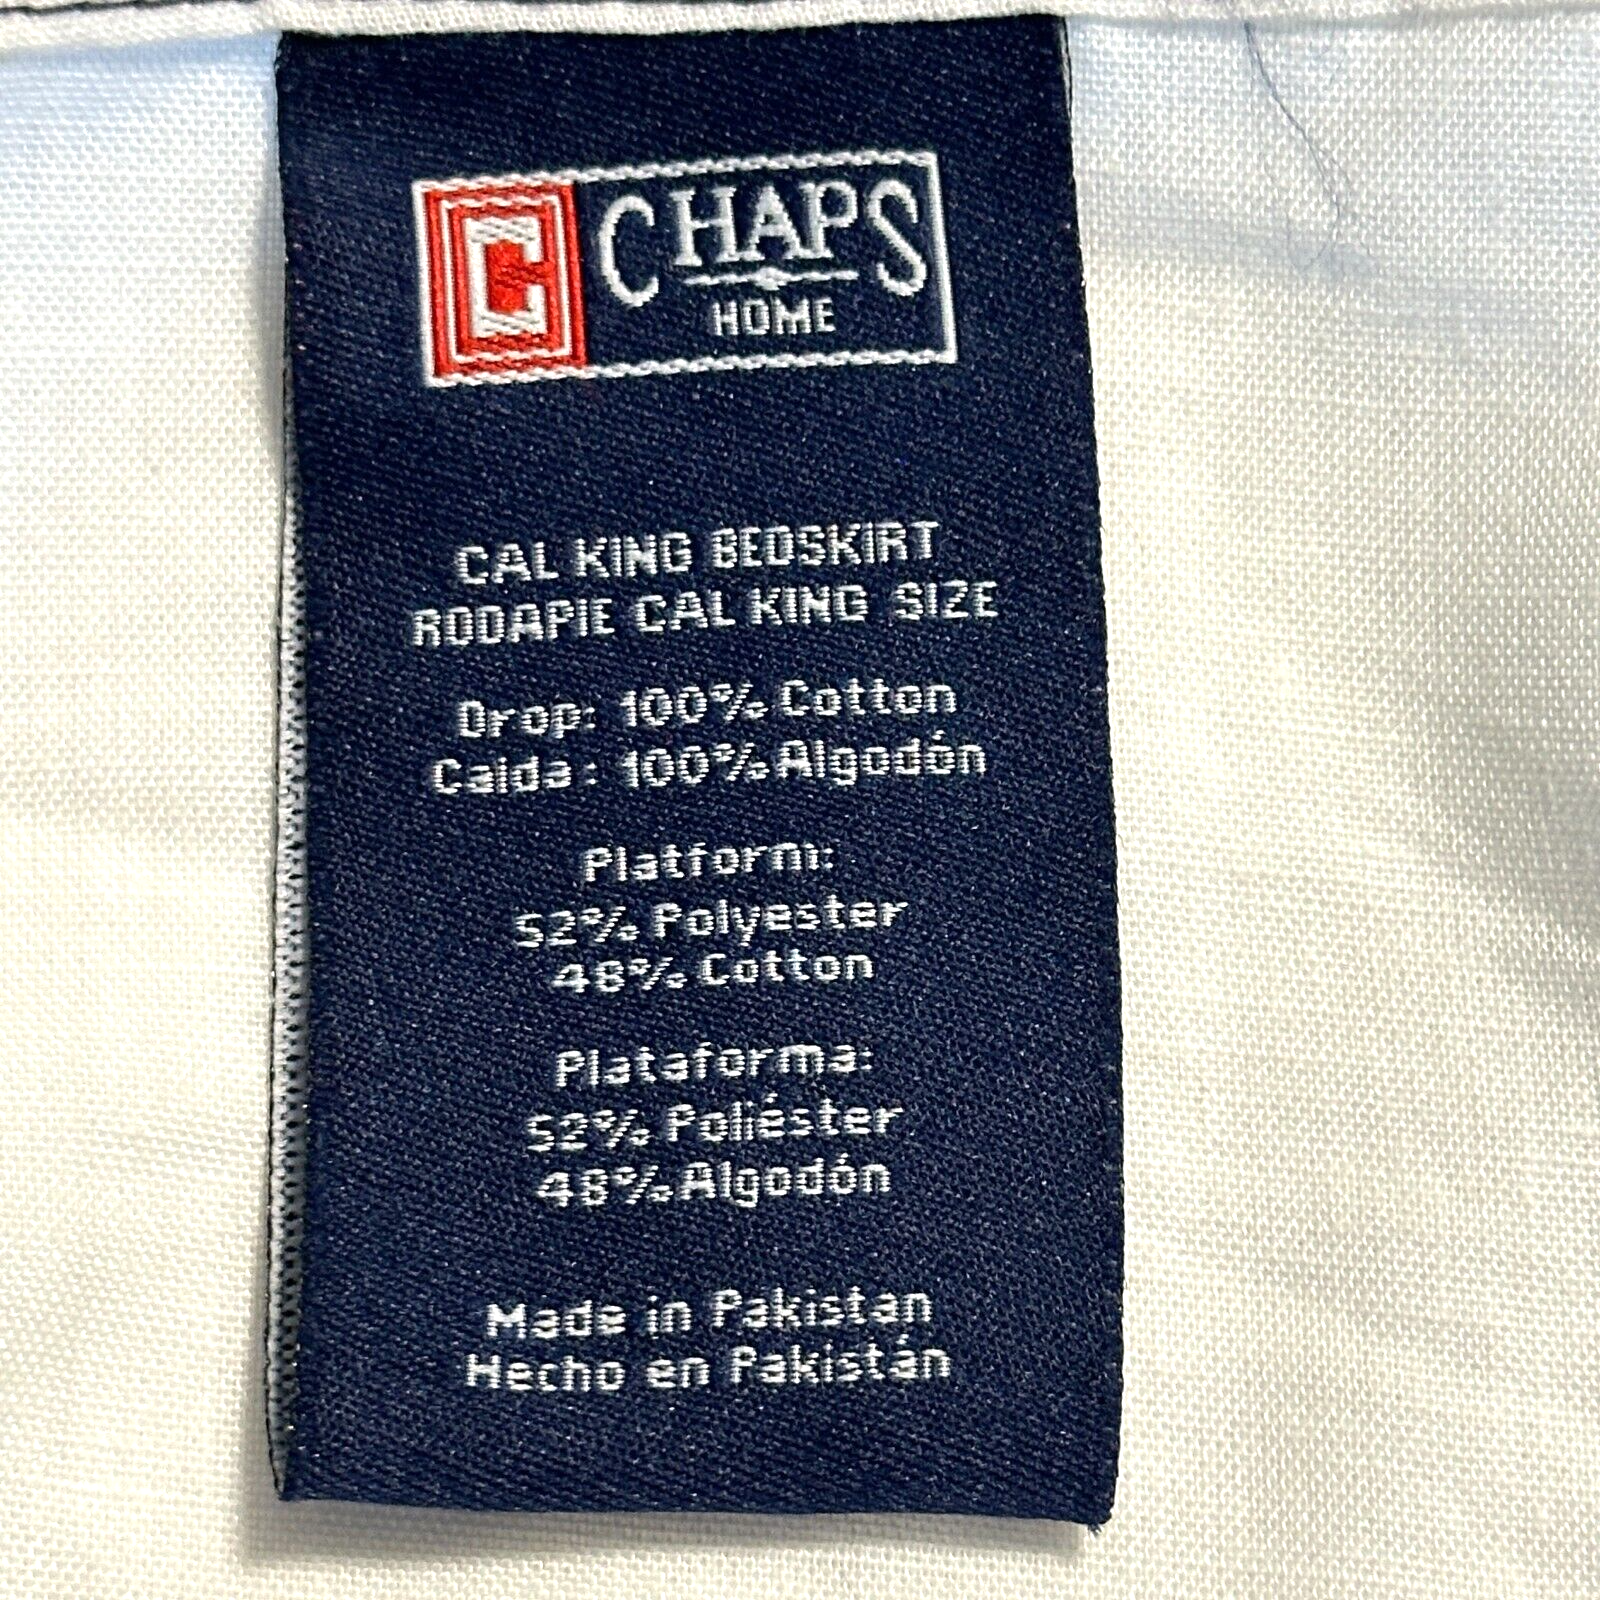 C CHAPS
HOME
CAL KING BEDSKIRT
RODAPIE CAL KING SIZE
Drop: 100% Cotton
Caida: 100% Algodón
Platform:
52% Polyester
48% Cotton
Plataforma:
52% Poliéster
48% Algodón
Made in Pakistan
Hecho en Pakistán